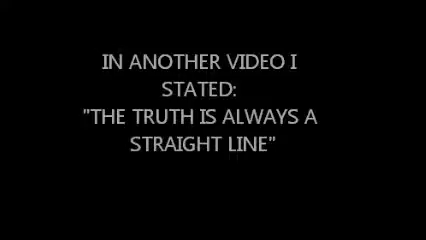 IN ANOTHER VIDEO I
STATED:
"THE TRUTH IS ALWAYS A
STRAIGHT LINE"